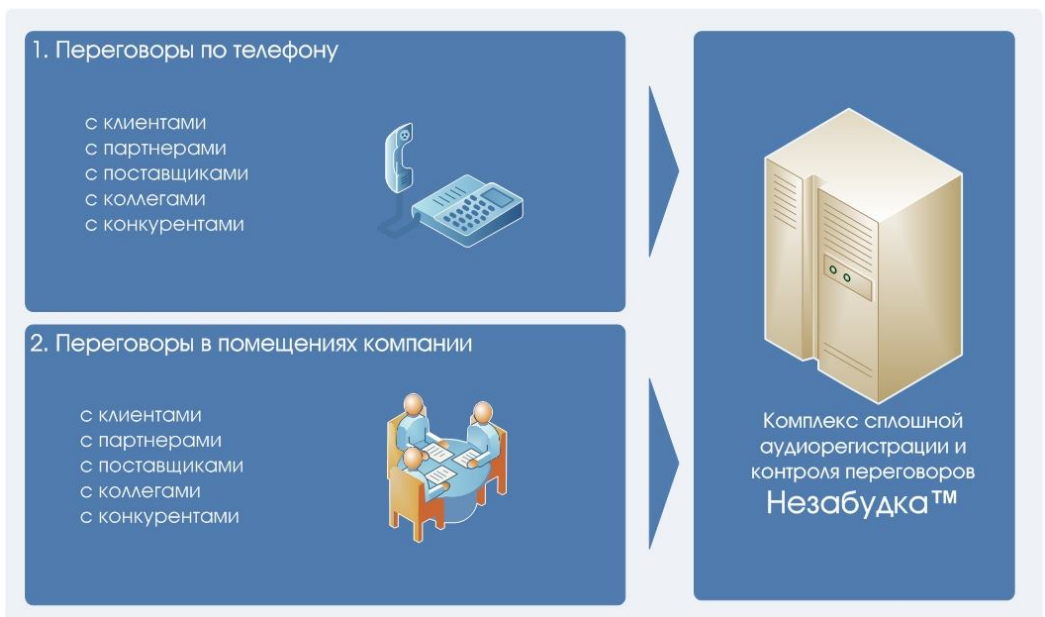 1. Переговоры по телефону
с клиентами
с партнерами
с поставщиками
с коллегами
с конкурентами
2. Переговоры в помещениях компании
с клиентами
с партнерами
с поставщиками
с коллегами
с конкурентами
Комплекс сплошной
аудиорегистрации и
контроля переговоров
Незабудка™